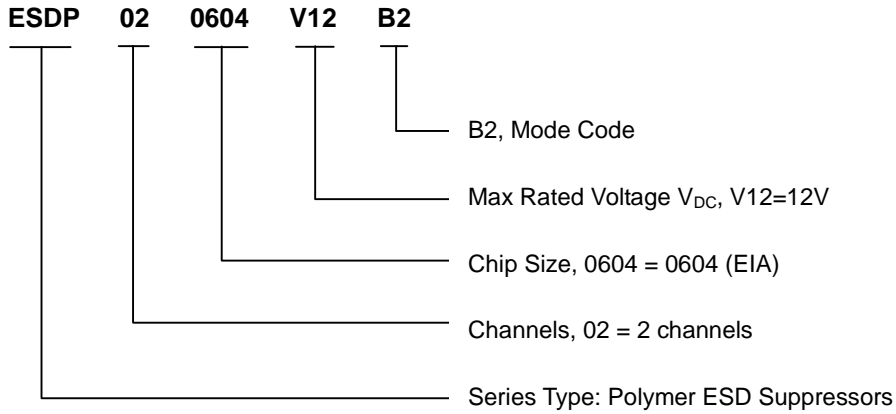 ESDP 02 0604 V12 B2
B2, Mode Code
Max Rated Voltage VDC, V12=12V
Chip Size, 0604 = 0604 (EIA)
Channels, 02 = 2 channels
Series Type: Polymer ESD Suppressors